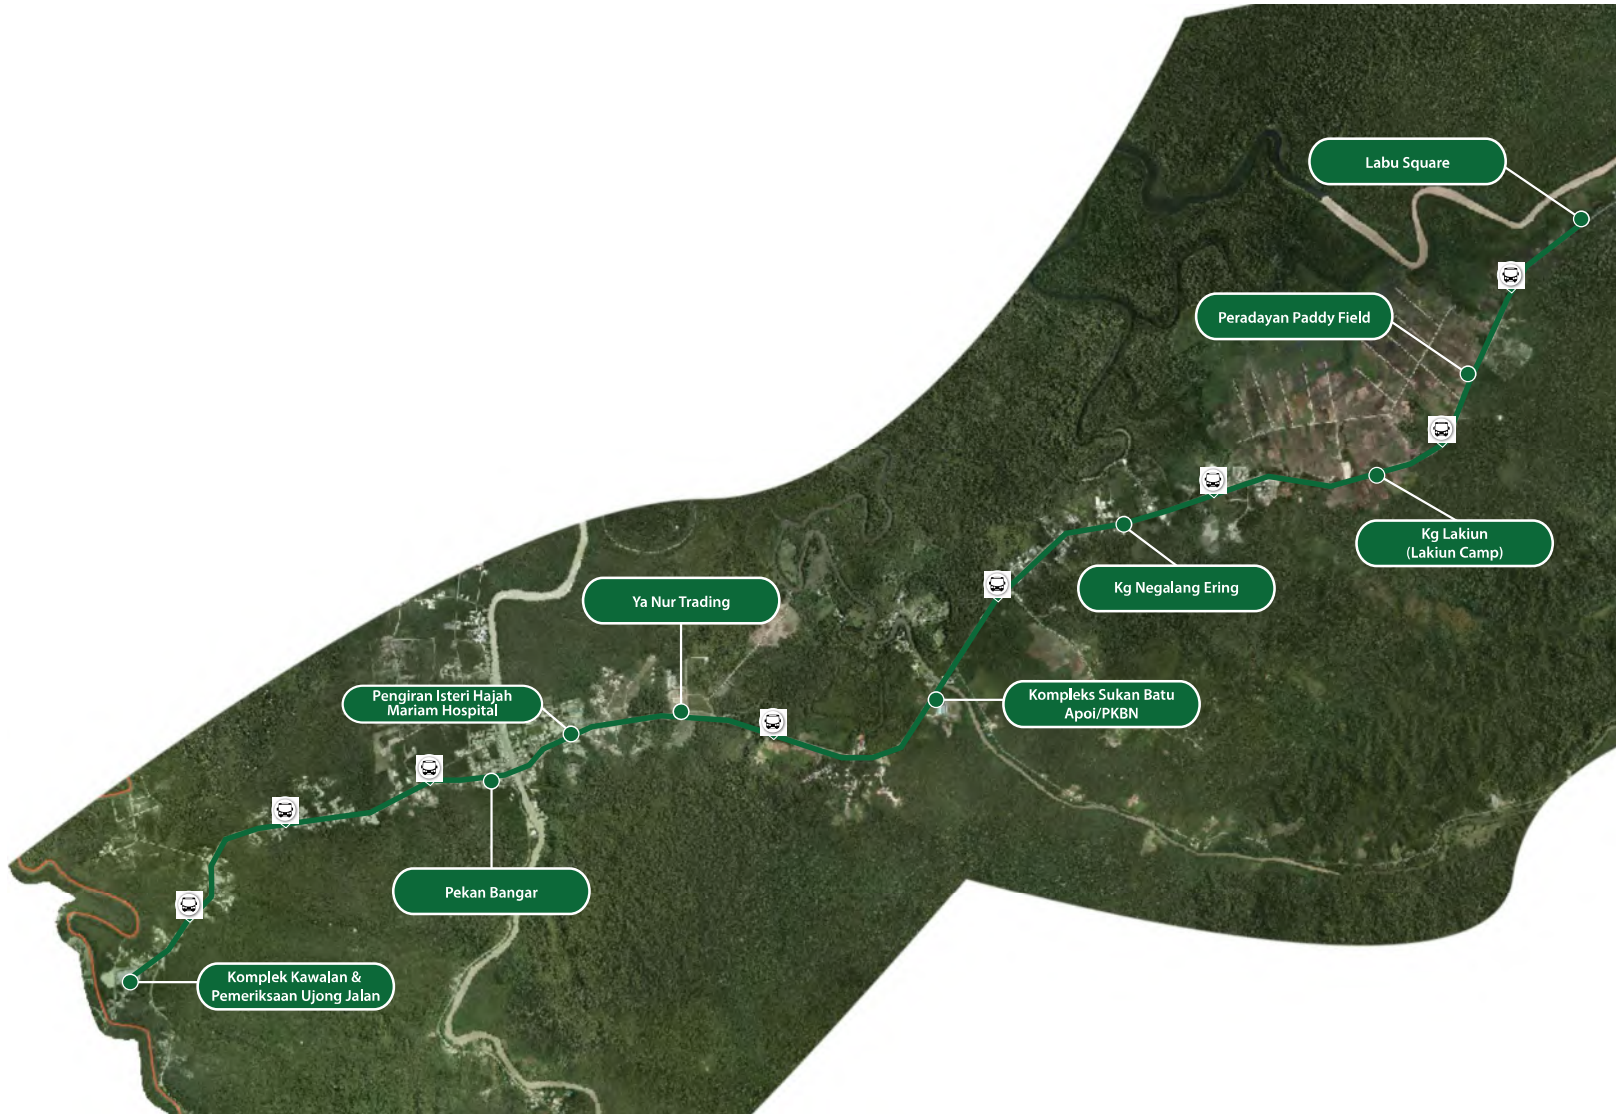 Labu Square
Peradayan Paddy Field
Kg Lakiun
(Lakiun Camp)
Kg Negalang Ering
Ya Nur Trading
Pengiran Isteri Hajah
Mariam Hospital
Kompleks Sukan Batu
Apoi/PKBN
Pekan Bangar
Komplek Kawalan &
Pemeriksaan Ujong Jalan